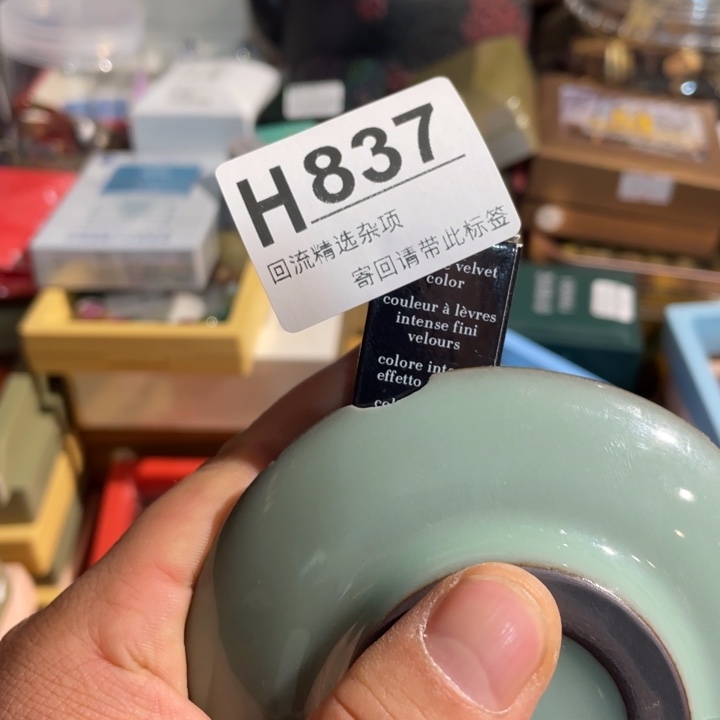 H837
回流精选杂项
寄回请带此标签
velvet
color
couleur à lèvres
intense fini
velours
colore
effetto